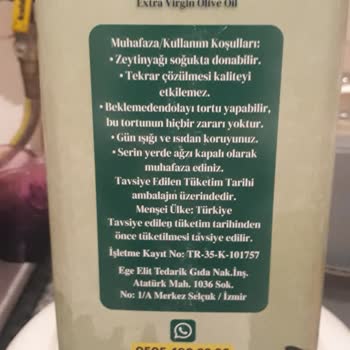 Extra Virgin Olive Oil
Muhafaza/Kullanım Koşulları:
• Zeytinyağı soğukta donabilir.
• Tekrar çözülmesi kaliteyi
etkilemez.
• Beklemedendolayı tortu yapabilir,
bu tortunun hiçbir zararı yoktur.
• Gün ışığı ve ısıdan koruyunuz.
• Serin yerde ağzı kapalı olarak
muhafaza ediniz.
Tavsiye Edilen Tüketim Tarihi
ambalajın üzerindedir.
Menşei Ülke: Türkiye
Tavsiye edilen tüketim tarihinden
önce tüketilmesi tavsiye edilir.
İşletme Kayıt No: TR-35-K-101757
Ege Elit Tedarik Gıda Nak.İnş.
Atatürk Mah. 1036 Sok.
No: 1/A Merkez Selçuk / İzmir